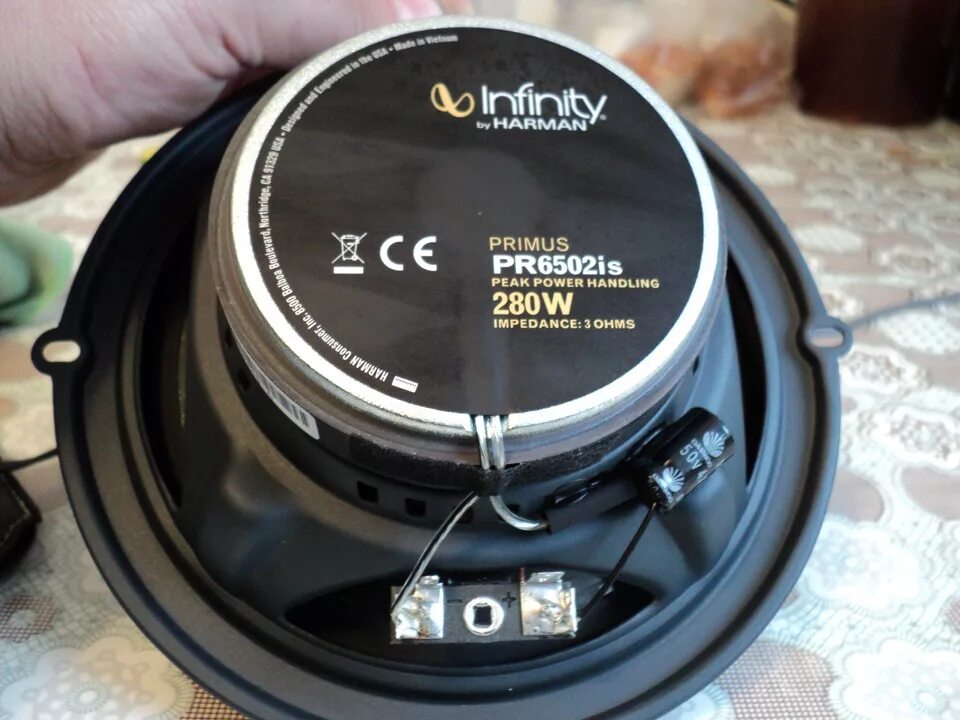 Infinity
by HARMAN
PRIMUS
PR6502is
PEAK POWER HANDLING
280W
IMPEDANCE: 3 OHMS
HARMAN Consumer, Inc. 8500 Balboa Boulevard, Northridge, CA 91329 USA • Designed and Engineered in the USA • Made in Vietnam
CE
50V
- +